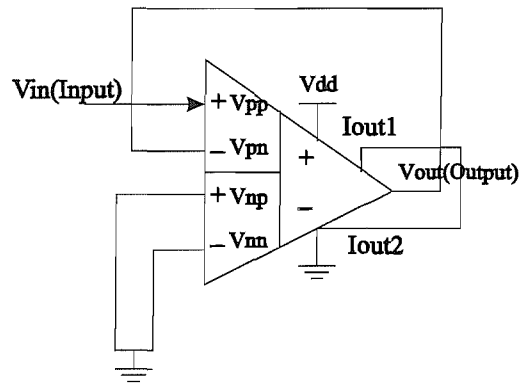 Vdd
Vin(Input)
+ Vpp
Iout1
− Vpn
+
Vout(Output)
+ Vnp
−
− Vnn
Iout2